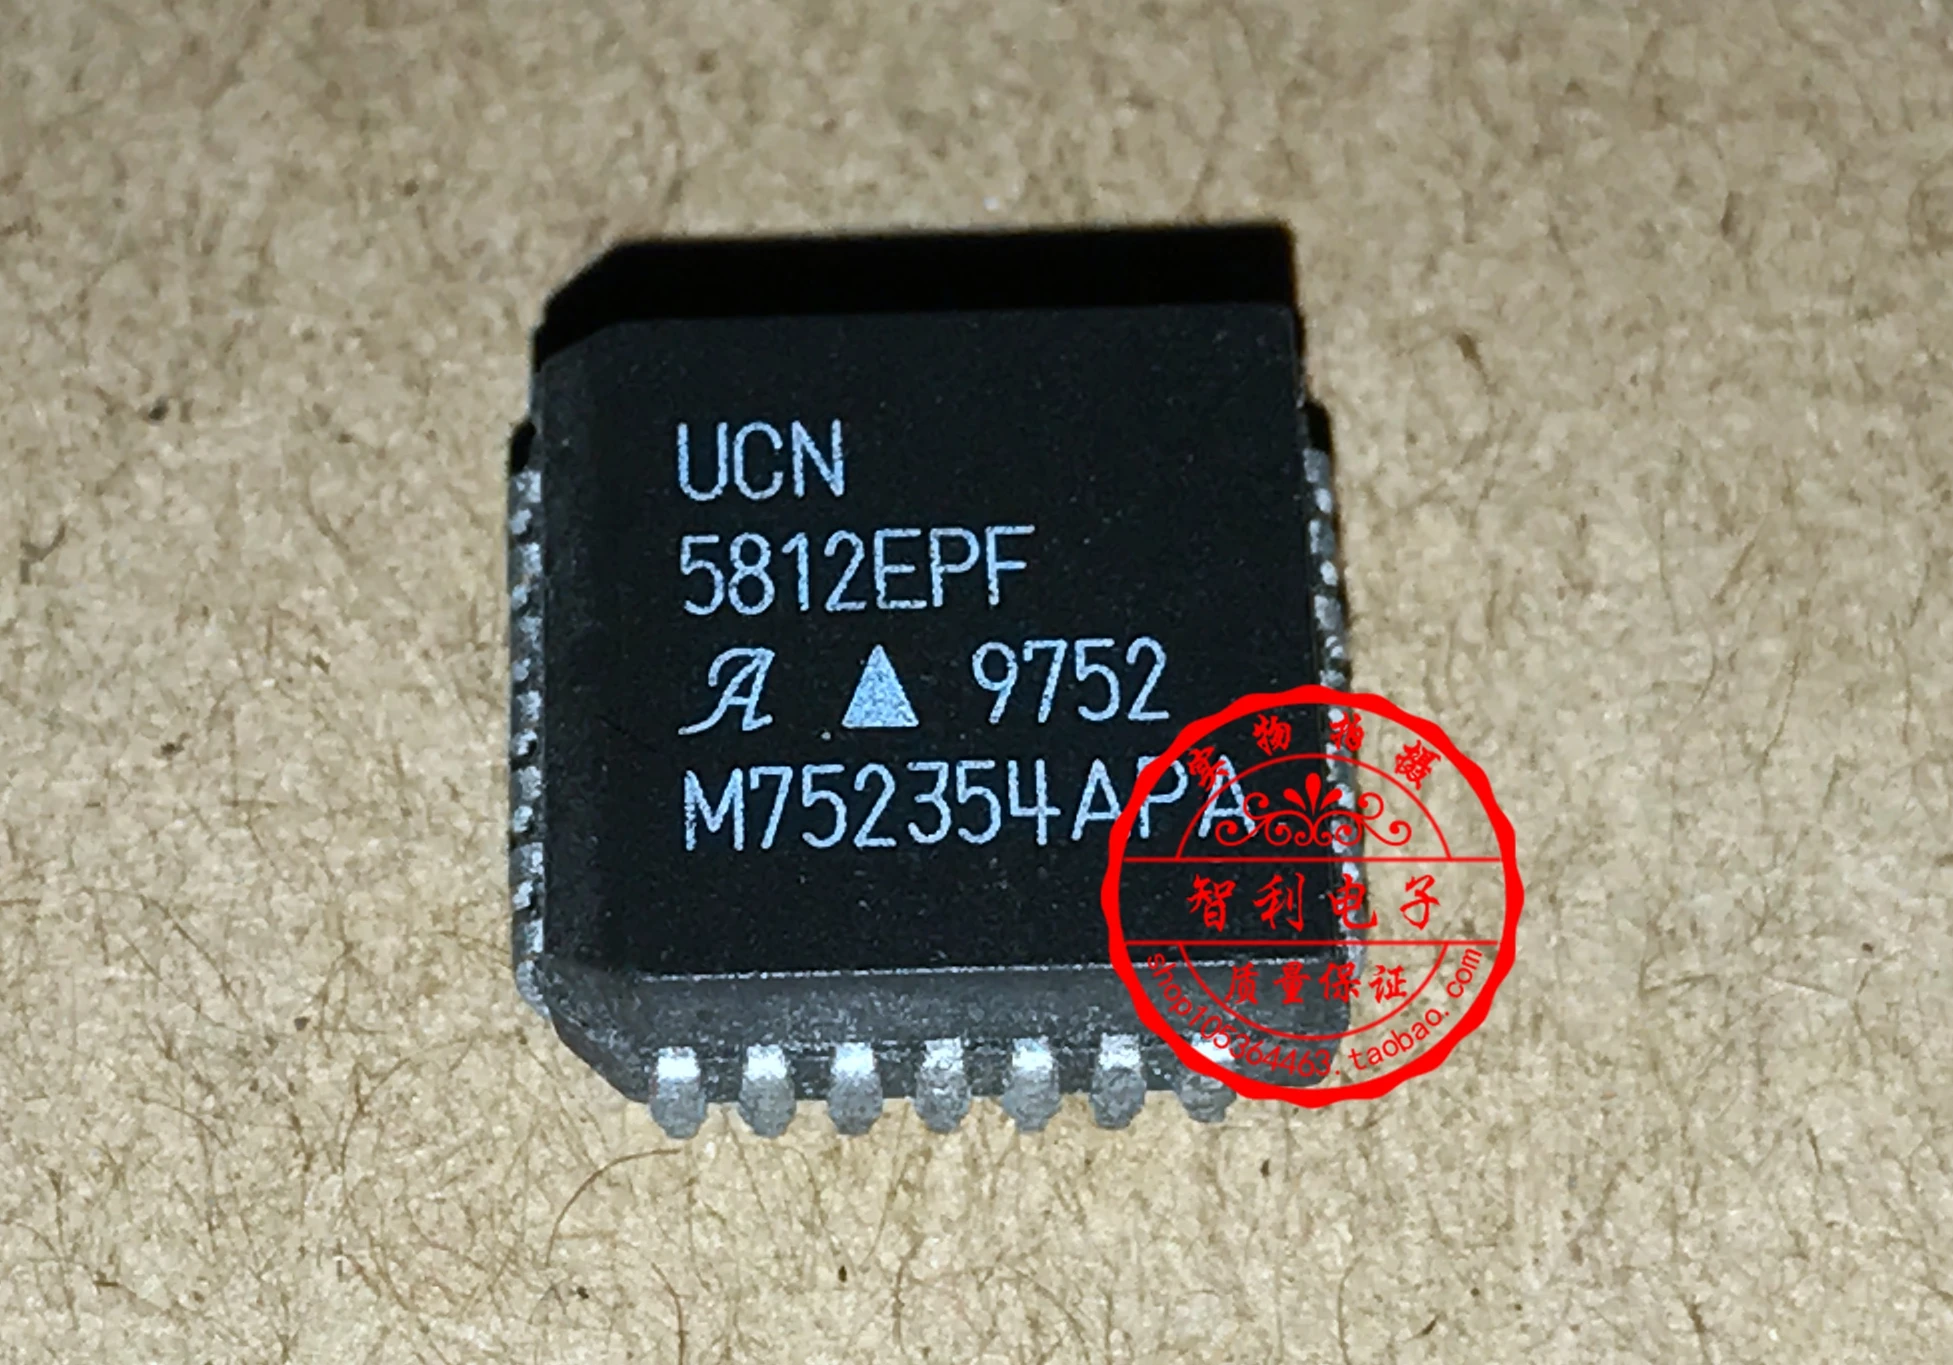 UCN
5812EPF
A ▲ 9752
M752354APA
实物拍摄
智利电子
质量保证
shop105364463.taobao.com